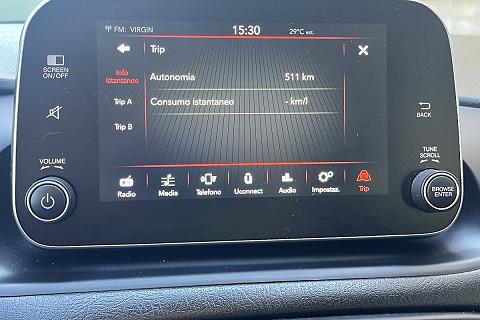 FM: VIRGIN 15:30 29°C est.
Trip
Info
Istantaneo
Autonomia 511 km
Trip A
Consumo istantaneo - km/l
Trip B
Radio Media Telefono Uconnect Audio Impostaz. Trip
SCREEN
ON/OFF
VOLUME
BACK
TUNE
SCROLL
BROWSE
ENTER